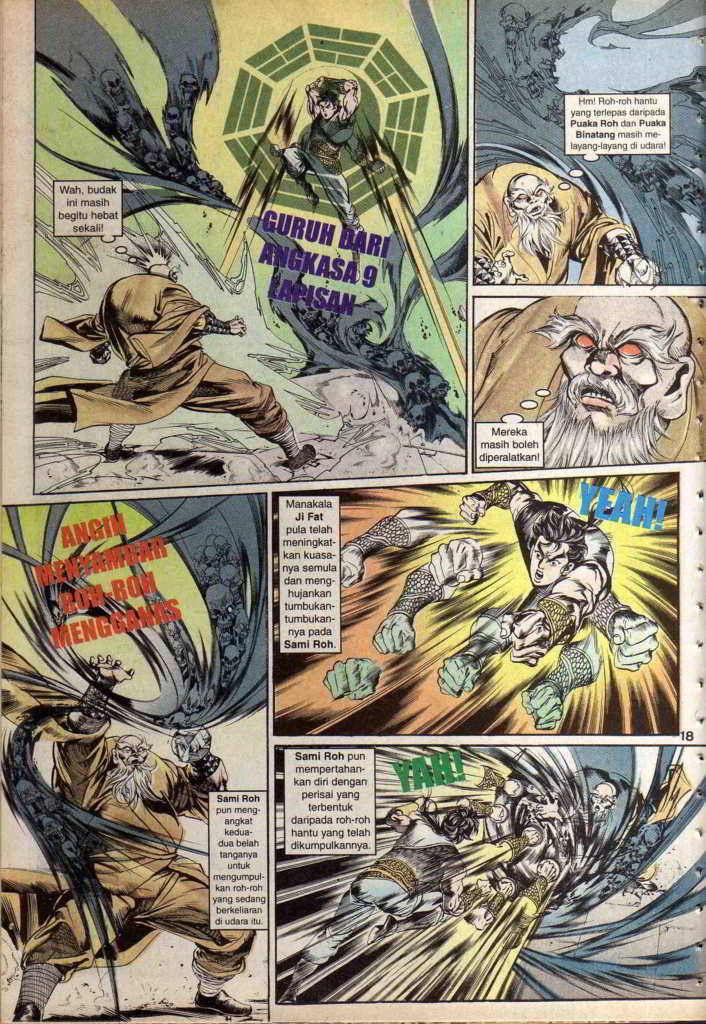 Wah, budak
ini masih
begitu hebat
sekali!
GURUH DARI
ANGKASA 9
LAPISAN
Hm! Roh-roh hantu
yang terlepas daripada
Puaka Roh dan Puaka
Binatang masih me-
layang-layang di udara!
Mereka
masih boleh
diperalatkan!
ANGIN
MENYAMBAR
ROH-ROH
MENGGANAS
Sami Roh
pun meng-
angkat
kedua-
dua belah
tanganya
untuk
mengumpul-
kan roh-roh
yang sedang
berkeliaran
di udara itu.
Manakala
Ji Fat
pula telah
meningkat-
kan kuasa-
nya semula
dan meng-
hujankan
tumbukan-
tumbukan-
nya pada
Sami Roh.
YEAH!
18
Sami Roh pun
mempertahan-
kan diri dengan
perisai yang
terbentuk
daripada roh-roh
hantu yang telah
dikumpulkannya.
YAH!